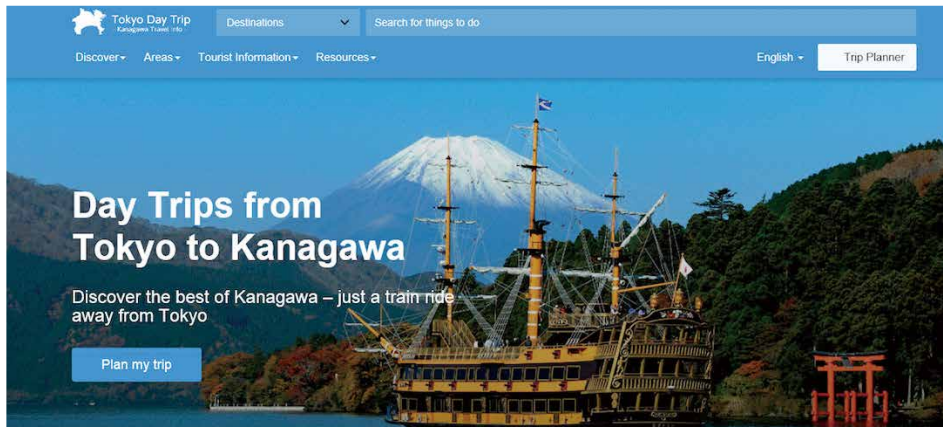 Tokyo Day Trip
Kanagawa Travel Info
Destinations
Search for things to do
Discover
Areas
Tourist Information
Resources
English
Trip Planner
Day Trips from
Tokyo to Kanagawa
Discover the best of Kanagawa – just a train ride
away from Tokyo
Plan my trip